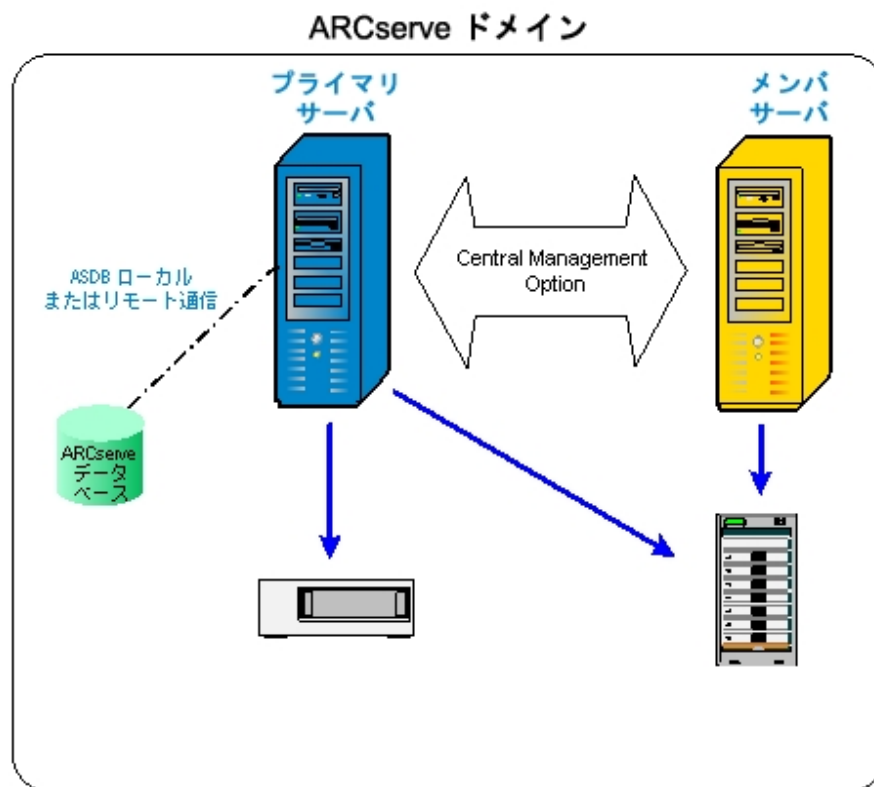 ARCserve ドメイン
プライマリ
サーバ
メンバ
サーバ
Central Management
Option
ASDB ローカル
またはリモート通信
ARCserve
データ
ベース